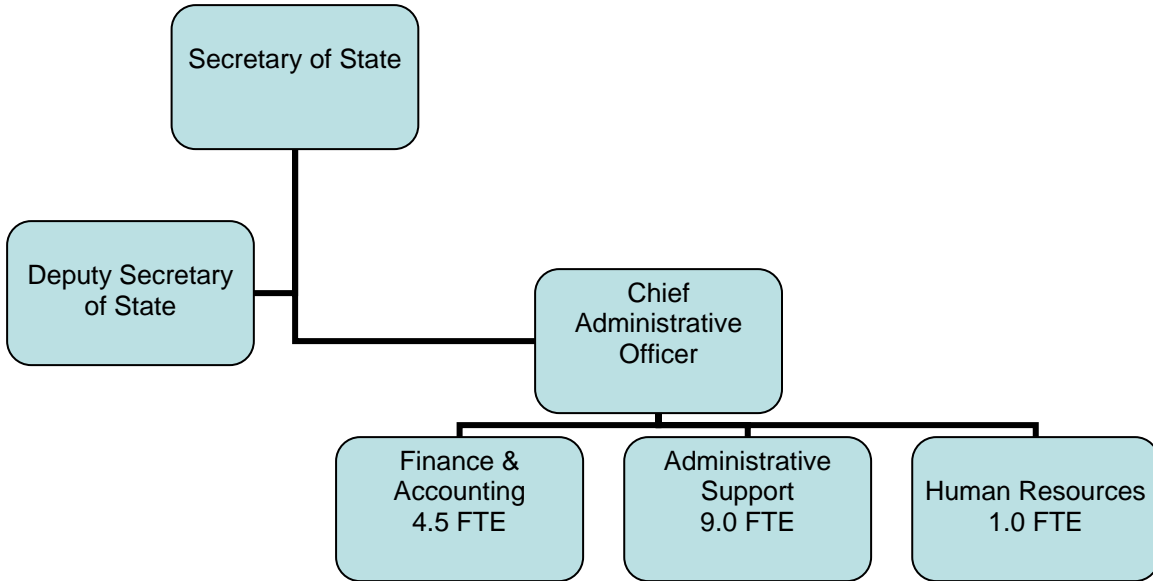 Secretary of State
Deputy Secretary
of State
Chief
Administrative
Officer
Finance &
Accounting
4.5 FTE
Administrative
Support
9.0 FTE
Human Resources
1.0 FTE